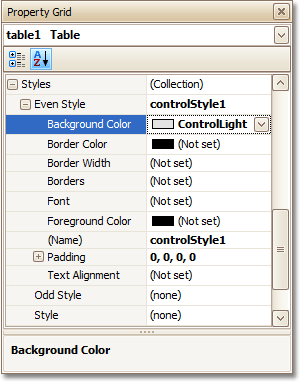 Property Grid
table1 Table
A Z
Styles (Collection)
Even Style controlStyle1
Background Color ControlLight
Border Color (Not set)
Border Width (Not set)
Borders (Not set)
Font (Not set)
Foreground Color (Not set)
(Name) controlStyle1
Padding 0, 0, 0, 0
Text Alignment (Not set)
Odd Style (none)
Style (none)
Background Color